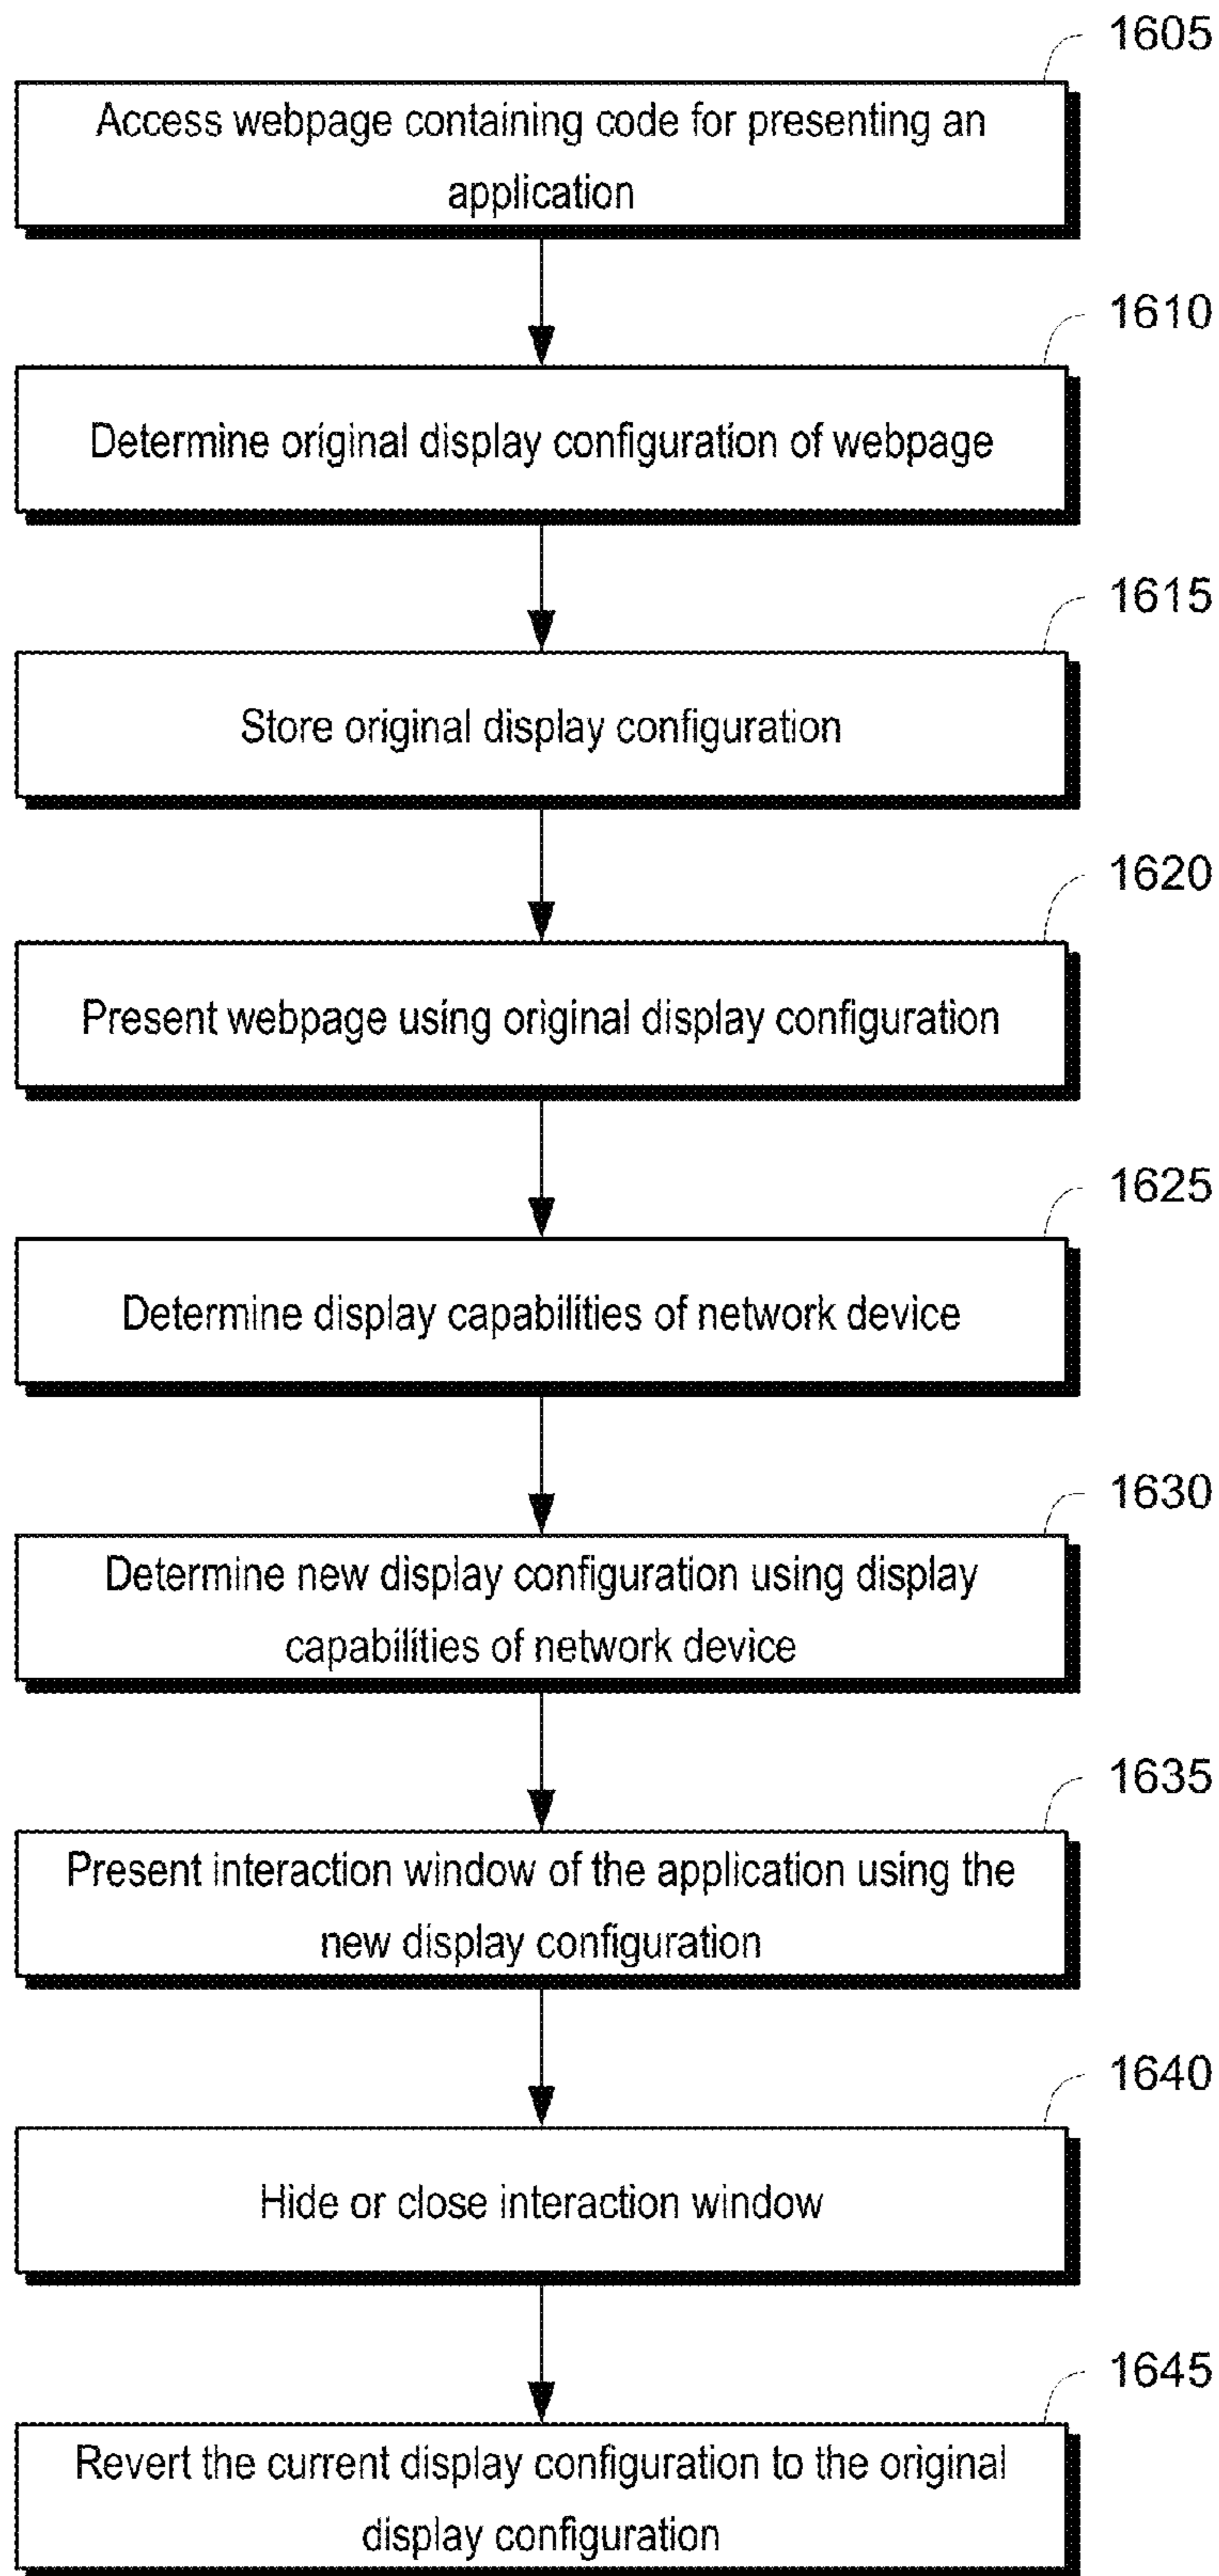 1605
Access webpage containing code for presenting an
application
1610
Determine original display configuration of webpage
1615
Store original display configuration
1620
Present webpage using original display configuration
1625
Determine display capabilities of network device
1630
Determine new display configuration using display
capabilities of network device
1635
Present interaction window of the application using the
new display configuration
1640
Hide or close interaction window
1645
Revert the current display configuration to the original
display configuration